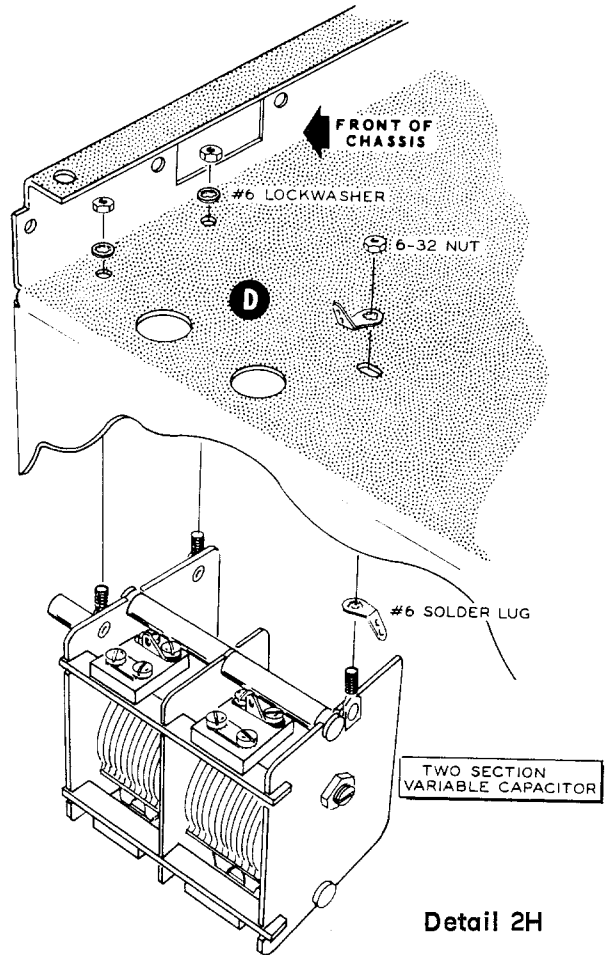 FRONT OF
CHASSIS
#6 LOCKWASHER
6-32 NUT
D
#6 SOLDER LUG
TWO SECTION
VARIABLE CAPACITOR
Detail 2H